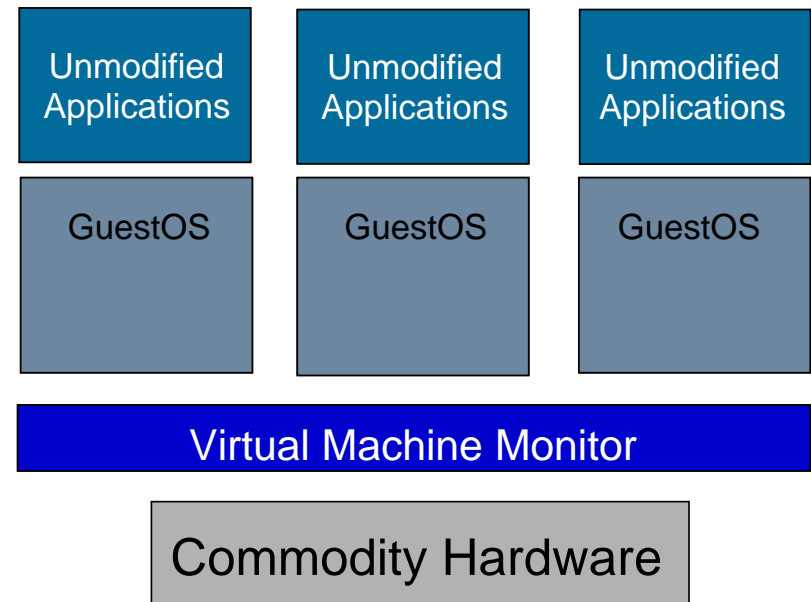 Unmodified
Applications
Unmodified
Applications
Unmodified
Applications
GuestOS
GuestOS
GuestOS
Virtual Machine Monitor
Commodity Hardware